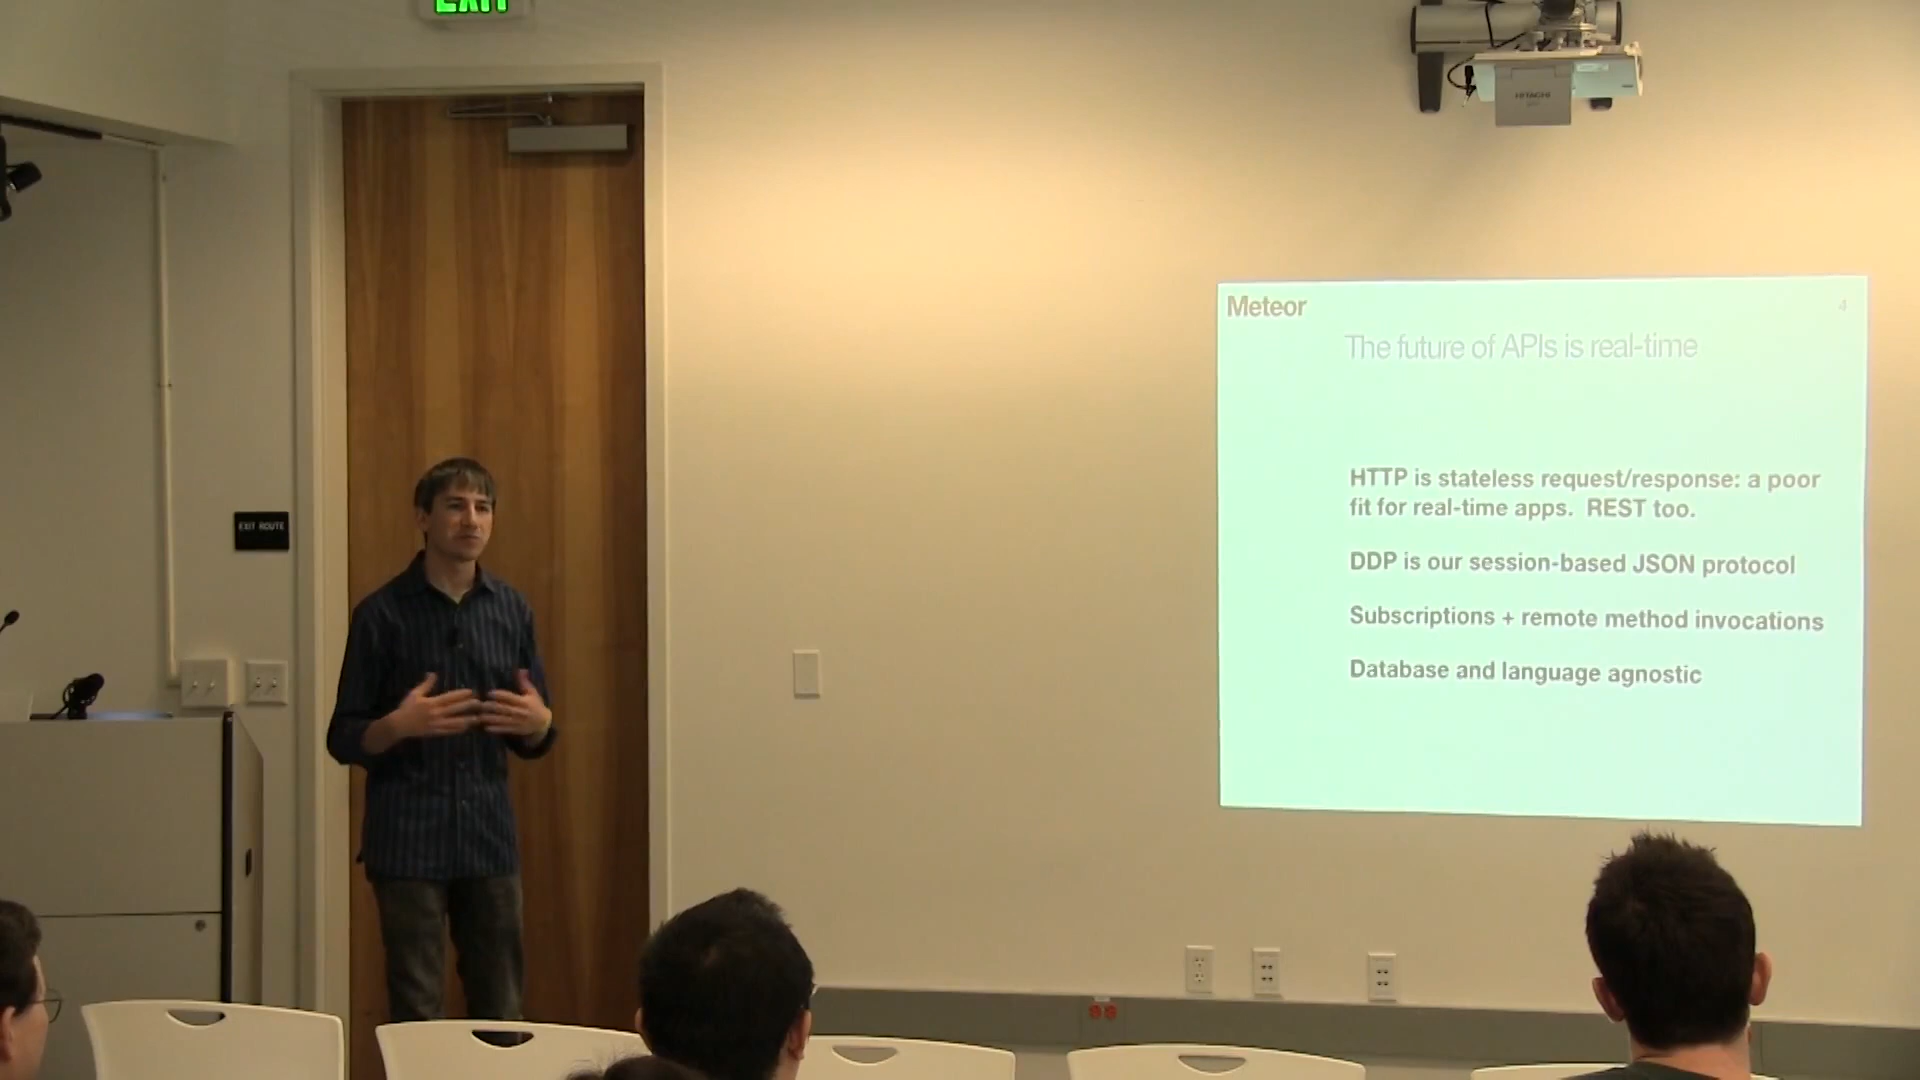 EXIT
HITACHI
Meteor
4
The future of APIs is real-time
HTTP is stateless request/response: a poor
fit for real-time apps. REST too.
DDP is our session-based JSON protocol
Subscriptions + remote method invocations
Database and language agnostic
EXIT ROUTE